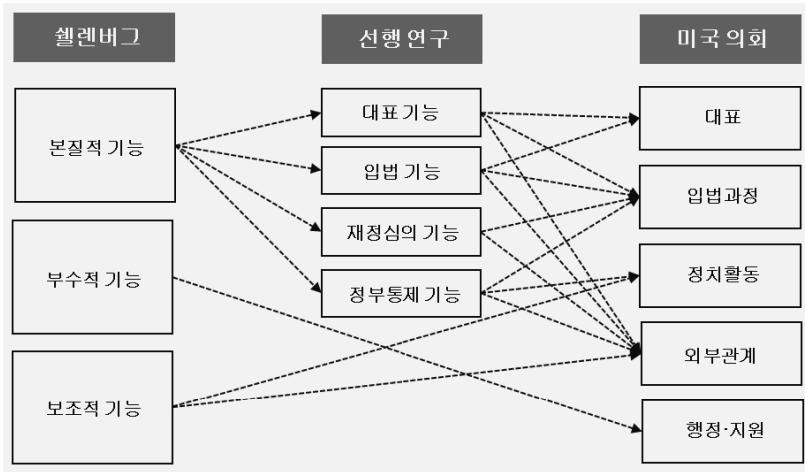 쉘렌버그
선행 연구
미국 의회
본질적 기능
부수적 기능
보조적 기능
대표 기능
입법 기능
재정심의 기능
정부통제 기능
대표
입법과정
정치활동
외부관계
행정·지원